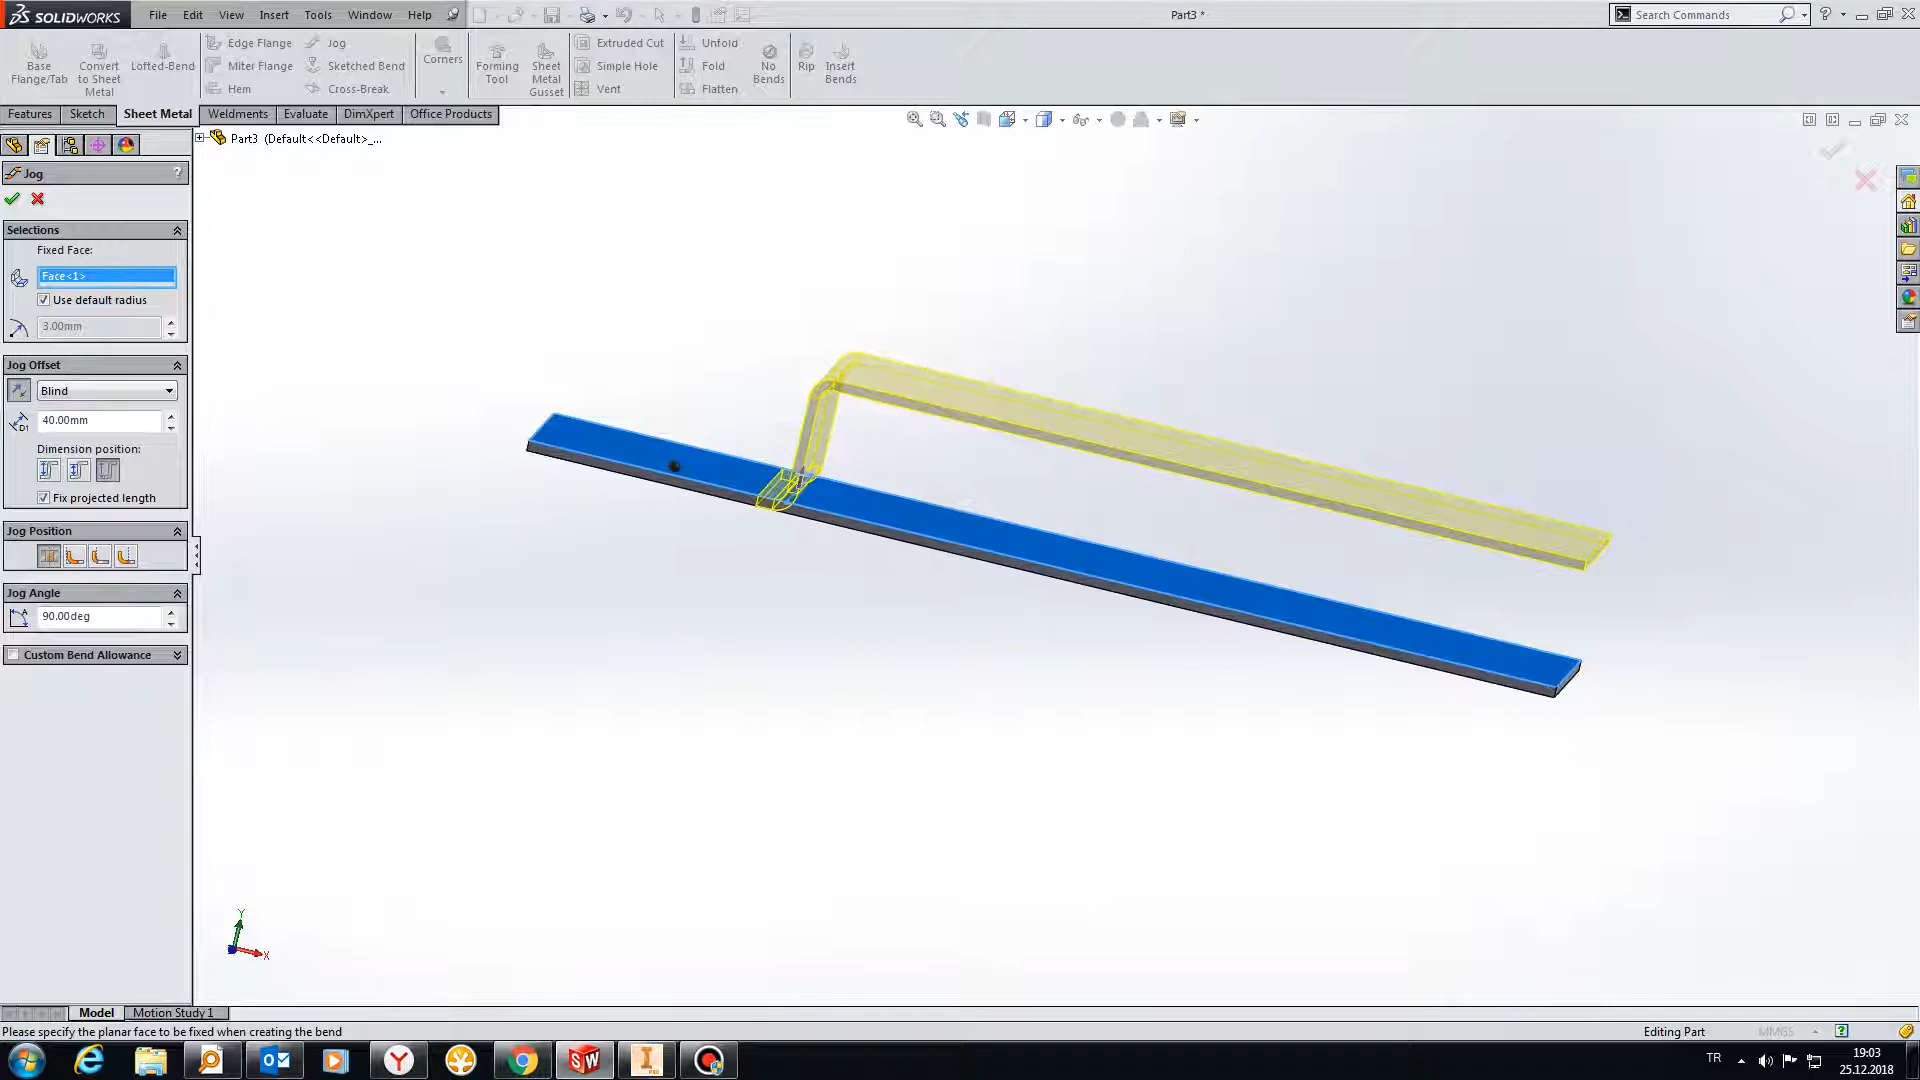 SOLIDWORKS
File Edit View Insert Tools Window Help
Part3 *
Search Commands
Base Flange/Tab
Convert to Sheet Metal
Lofted-Bend
Edge Flange
Miter Flange
Hem
Jog
Sketched Bend
Cross-Break
Corners
Forming Tool
Sheet Metal Gusset
Extruded Cut
Simple Hole
Vent
Unfold
Fold
Flatten
No Bends
Rip
Insert Bends
Features Sketch Sheet Metal Weldments Evaluate DimXpert Office Products
Part3 (Default<<Default>_...
Jog
?
Selections
Fixed Face:
Face<1>
Use default radius
3.00mm
Jog Offset
Blind
D1
40.00mm
Dimension position:
Fix projected length
Jog Position
Jog Angle
90.00deg
Custom Bend Allowance
Y
X
Model Motion Study 1
Please specify the planar face to be fixed when creating the bend
Editing Part
MMGS
TR
19:03
25.12.2018